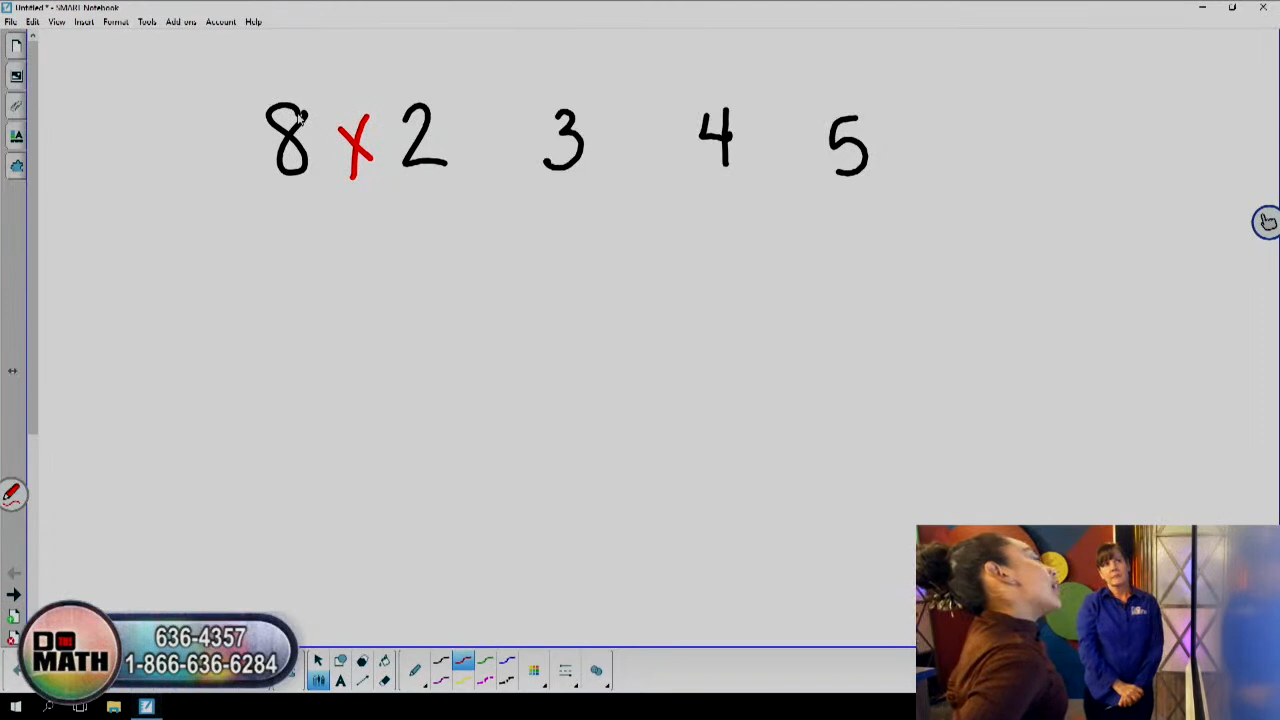 Untitled * - SMART Notebook
File Edit View Insert Format Tools Add-ons Account Help
8 x 2 3 4 5
DO THE MATH
636-4357
1-866-636-6284